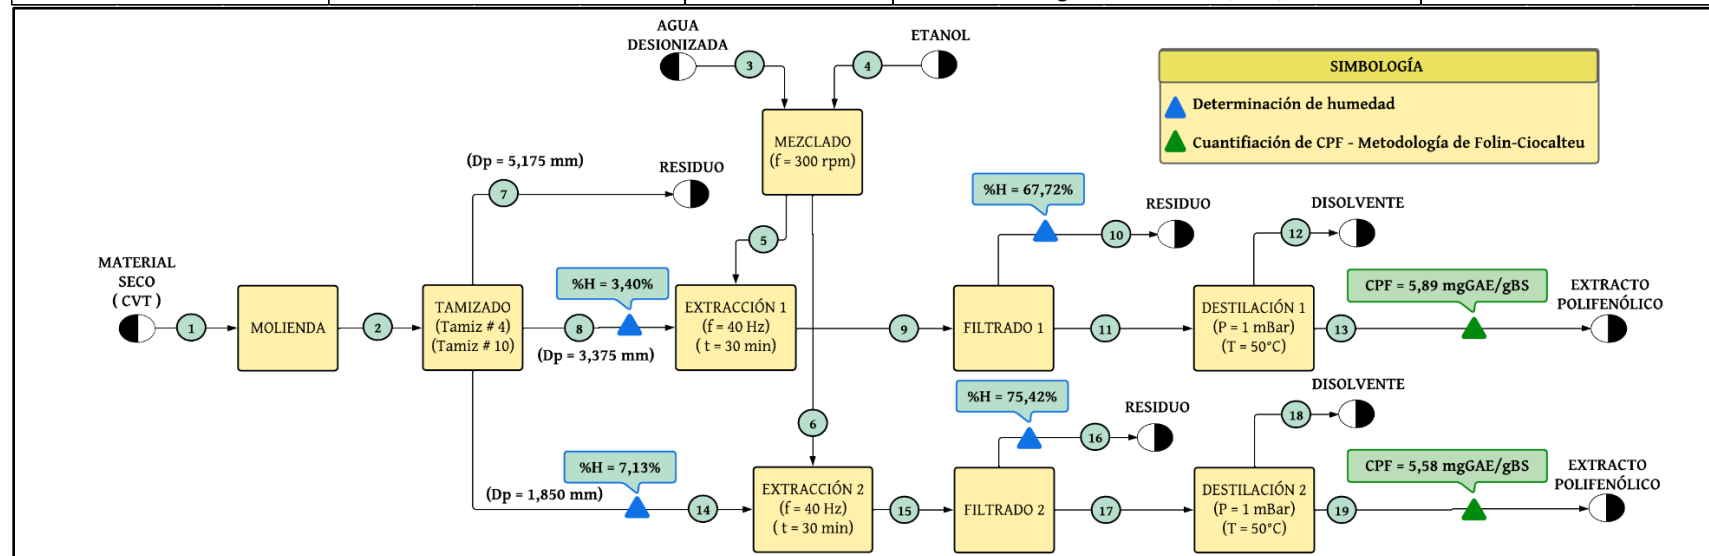 AGUA
DESIONIZADA
3
4
ETANOL
SIMBOLOGÍA
Determinación de humedad
Cuantifiación de CPF - Metodología de Folin-Ciocalteu
MEZCLADO
(f = 300 rpm)
(Dp = 5,175 mm)
7
RESIDUO
5
%H = 67,72%
10
RESIDUO
DISOLVENTE
12
MATERIAL
SECO
( CVT )
1
MOLIENDA
2
TAMIZADO
(Tamiz # 4)
(Tamiz # 10)
%H = 3,40%
8
(Dp = 3,375 mm)
EXTRACCIÓN 1
(f = 40 Hz)
( t = 30 min)
9
FILTRADO 1
11
DESTILACIÓN 1
(P = 1 mBar)
(T = 50°C)
13
CPF = 5,89 mgGAE/gBS
EXTRACTO
POLIFENÓLICO
6
%H = 75,42%
16
RESIDUO
DISOLVENTE
18
%H = 7,13%
(Dp = 1,850 mm)
14
EXTRACCIÓN 2
(f = 40 Hz)
( t = 30 min)
15
FILTRADO 2
17
DESTILACIÓN 2
(P = 1 mBar)
(T = 50°C)
19
CPF = 5,58 mgGAE/gBS
EXTRACTO
POLIFENÓLICO